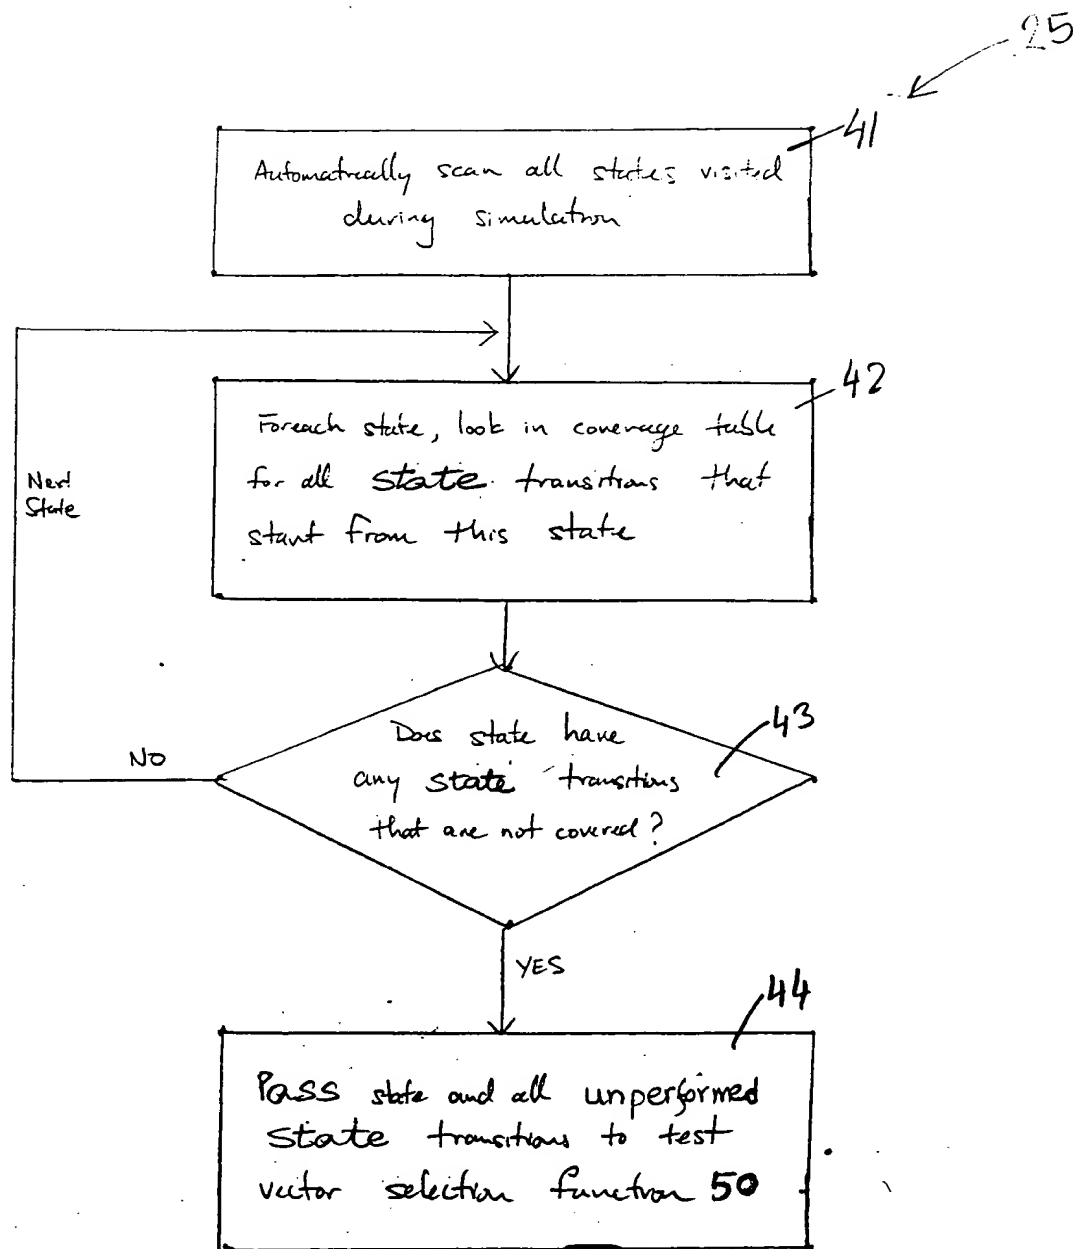 25
41
Automatically scan all states visited
during simulation
42
Foreach state, look in coverage table
for all state transitions that
start from this state
Next
State
43
Does state have
any state transitions
that are not covered?
NO
YES
44
Pass state and all unperformed
state transitions to test
vector selection function 50